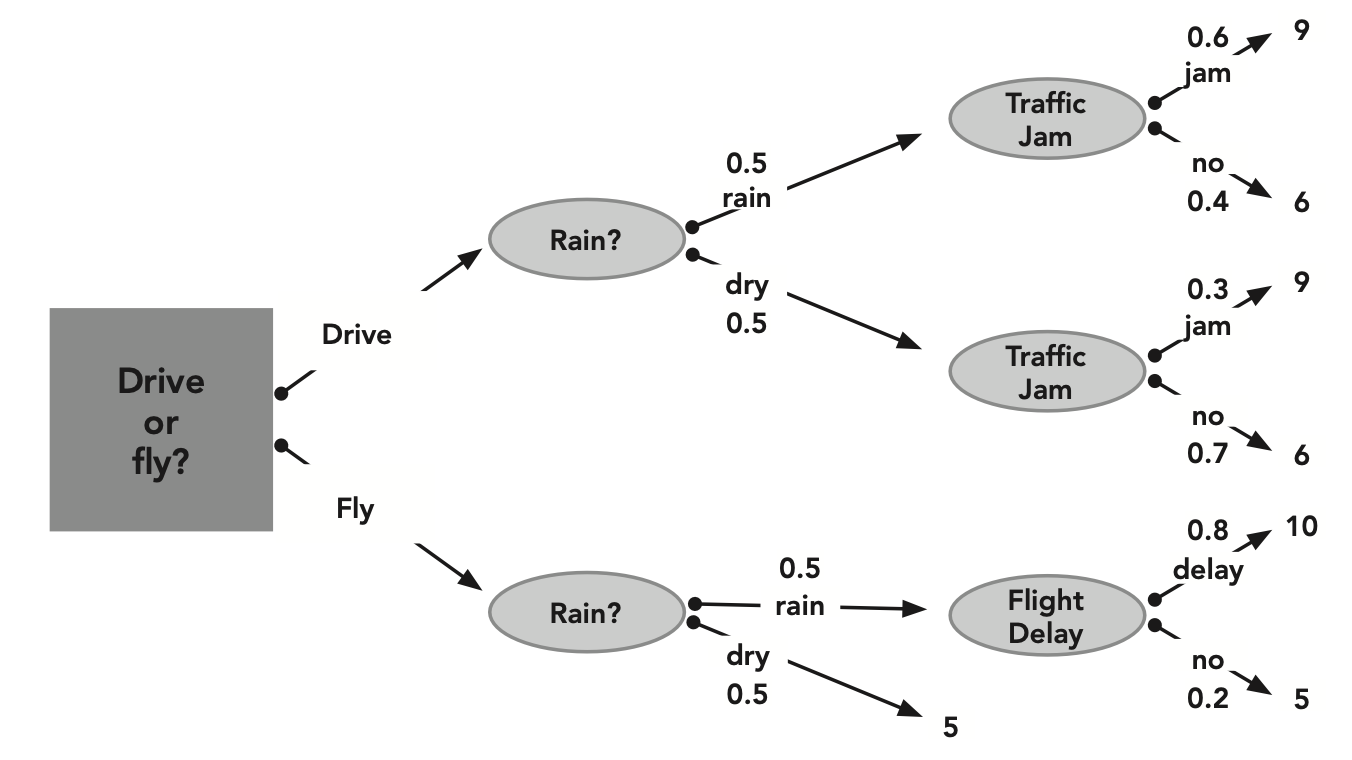 Drive
or
fly?
Drive
Fly
Rain?
0.5
rain
dry
0.5
Traffic
Jam
0.6
jam
9
no
0.4
6
Traffic
Jam
0.3
jam
9
no
0.7
6
Rain?
0.5
rain
dry
0.5
5
Flight
Delay
0.8
delay
10
no
0.2
5